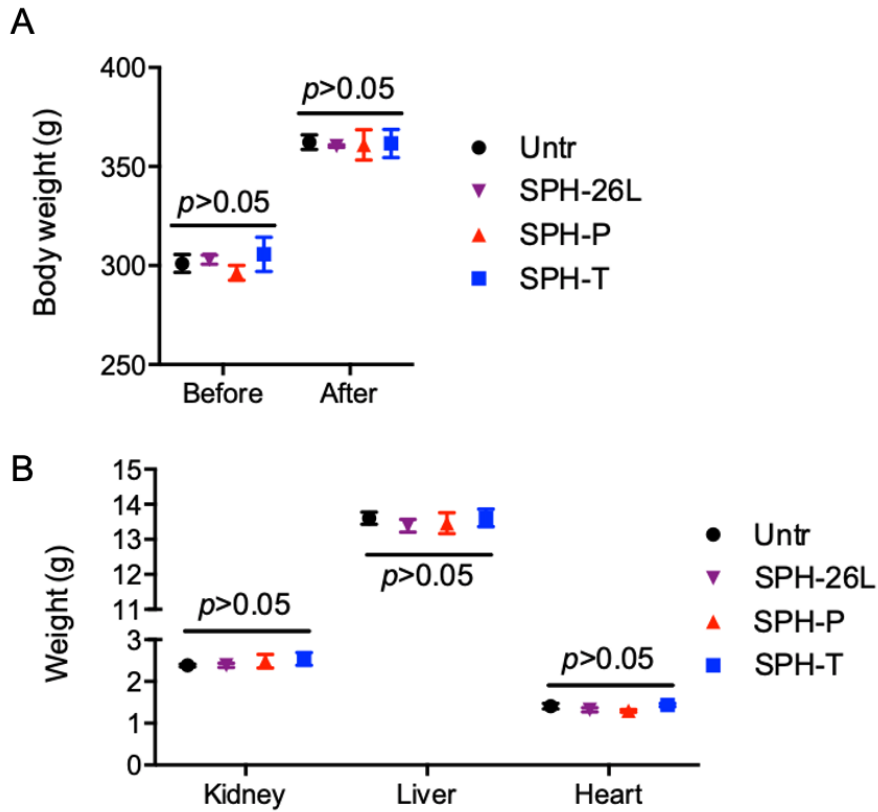 A
Body weight (g)
400
350
300
250
p>0.05
p>0.05
Before
After
Untr
SPH-26L
SPH-P
SPH-T
B
Weight (g)
15
14
13
12
11
3
2
1
0
p>0.05
p>0.05
p>0.05
Kidney
Liver
Heart
Untr
SPH-26L
SPH-P
SPH-T